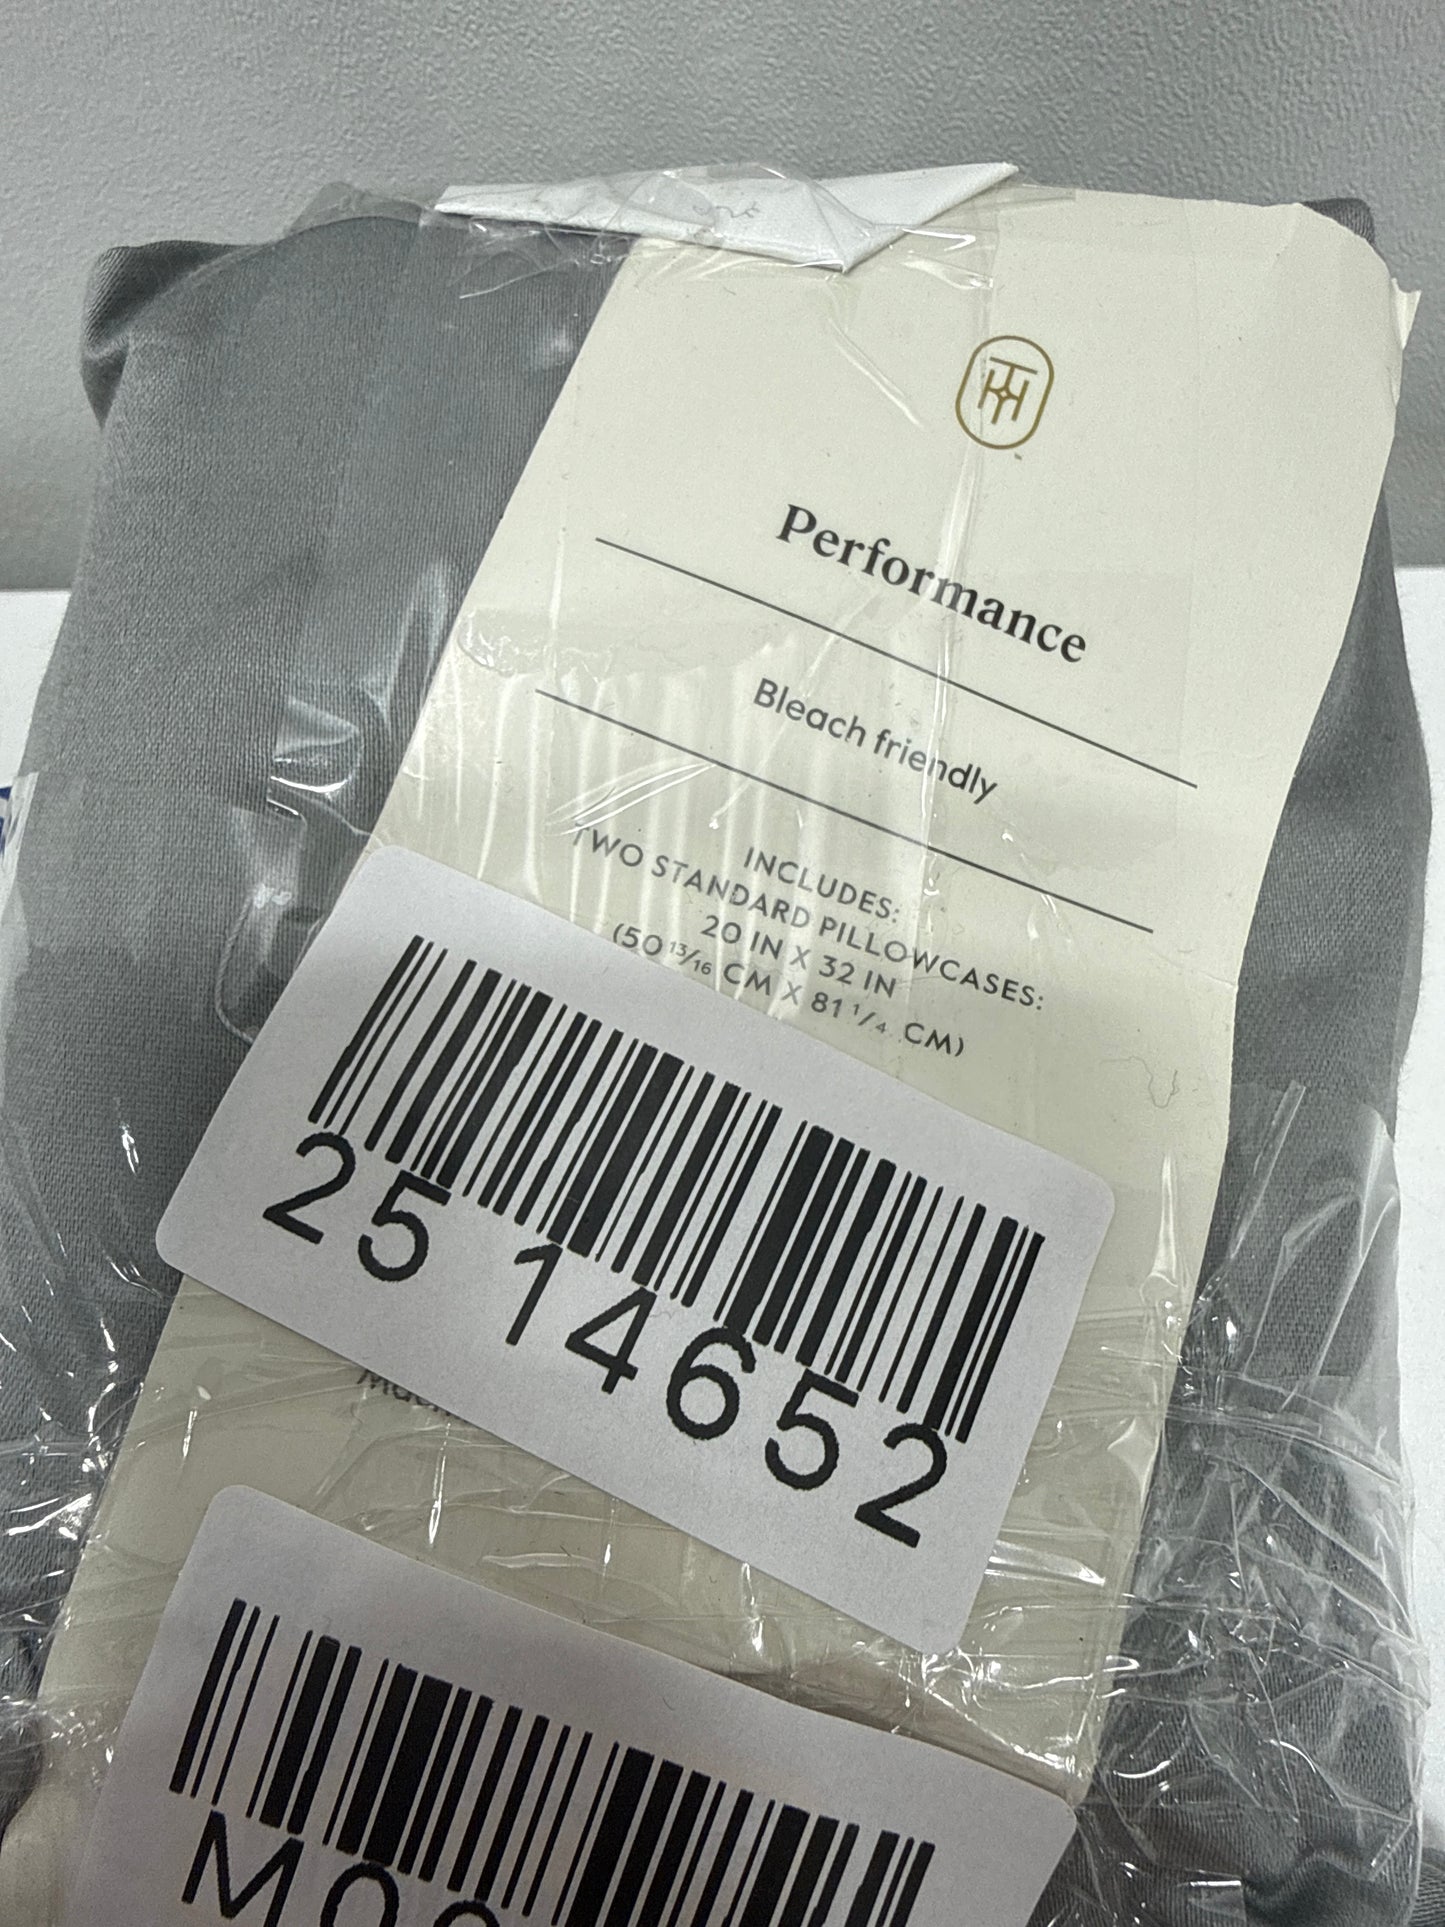 TH
Performance
Bleach friendly
INCLUDES:
TWO STANDARD PILLOWCASES:
20 IN X 32 IN
(50 13/16 CM X 81 1/4 CM)
25 14652